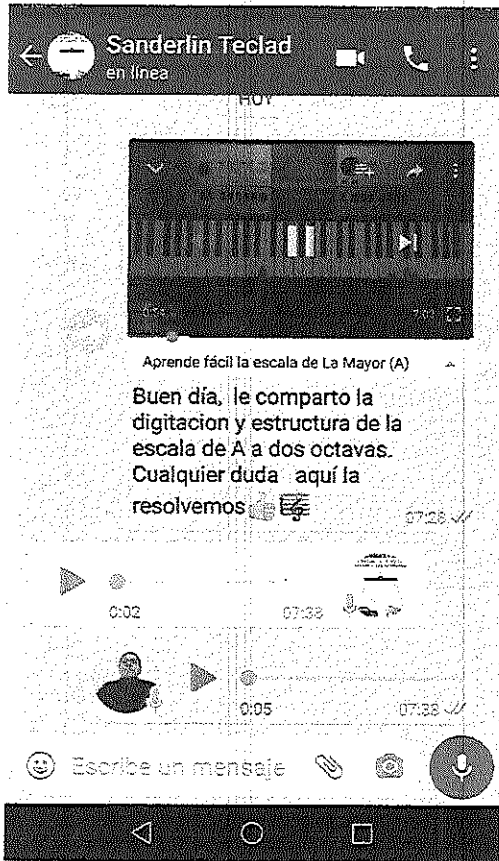 Sanderlin Teclad
en línea
HOY
Aprende fácil la escala de La Mayor (A)
Buen día, le comparto la
digitacion y estructura de la
escala de A a dos octavas.
Cualquier duda aquí la
resolvemos
07:28
0:02
07:38
0:05
07:38
Escribe un mensaje